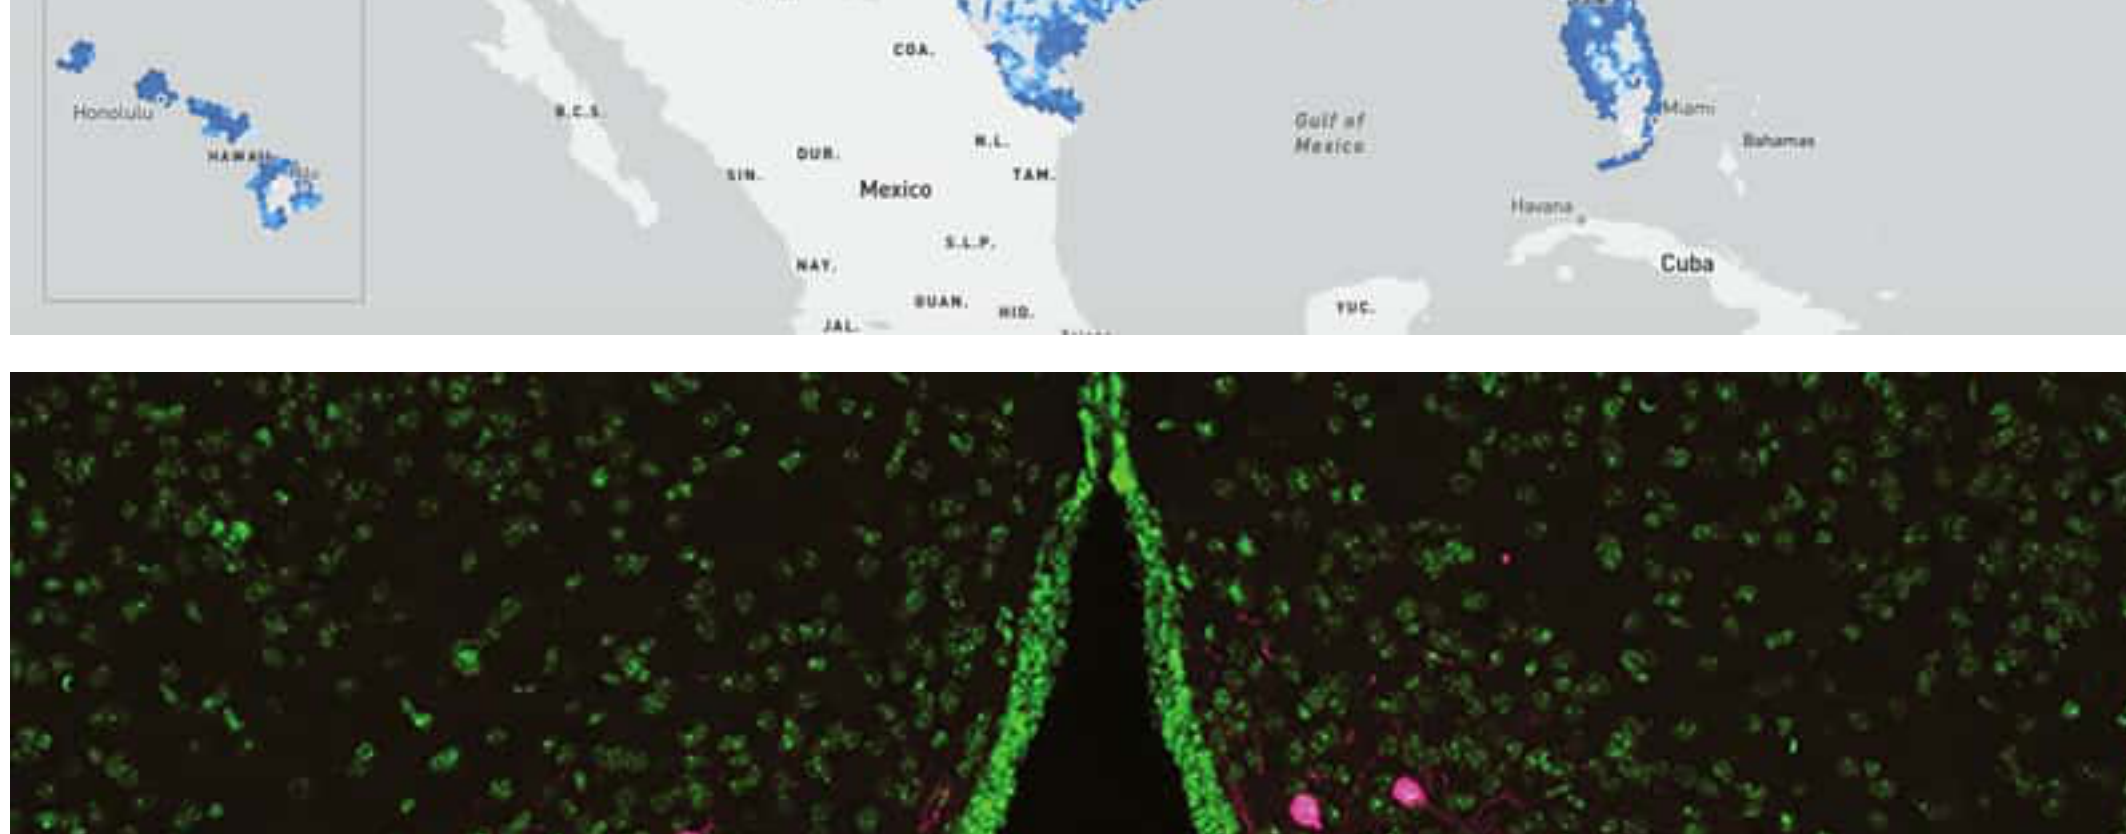 COA.
Honolulu
B.C.S.
Miami
Gulf of
Mexico
N.L.
Bahamas
DUR.
HAWAII
SIN.
TAM.
Mexico
Havana
S.L.P.
NAY.
Cuba
GUAN.
HID.
YUC.
JAL.